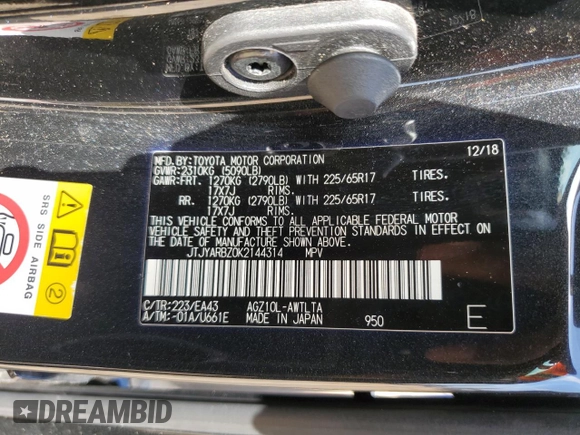 MFD. BY: TOYOTA MOTOR CORPORATION 12/18
GVWR: 2310KG (5090LB)
GAWR: FRT. 1270KG (2790LB) WITH 225/65R17 TIRES.
17X7J RIMS.
RR. 1270KG (2790LB) WITH 225/65R17 TIRES.
17X7J RIMS.
THIS VEHICLE CONFORMS TO ALL APPLICABLE FEDERAL MOTOR
VEHICLE SAFETY AND THEFT PREVENTION STANDARDS IN EFFECT ON
THE DATE OF MANUFACTURE SHOWN ABOVE.
JTJYARBZ0K2144314 MPV
C/TR: 223/EA43 AGZ10L-AWTLTA
A/TM: -01A/U661E MADE IN JAPAN 950 E
SRS SIDE AIRBAG
2
DREAMBID